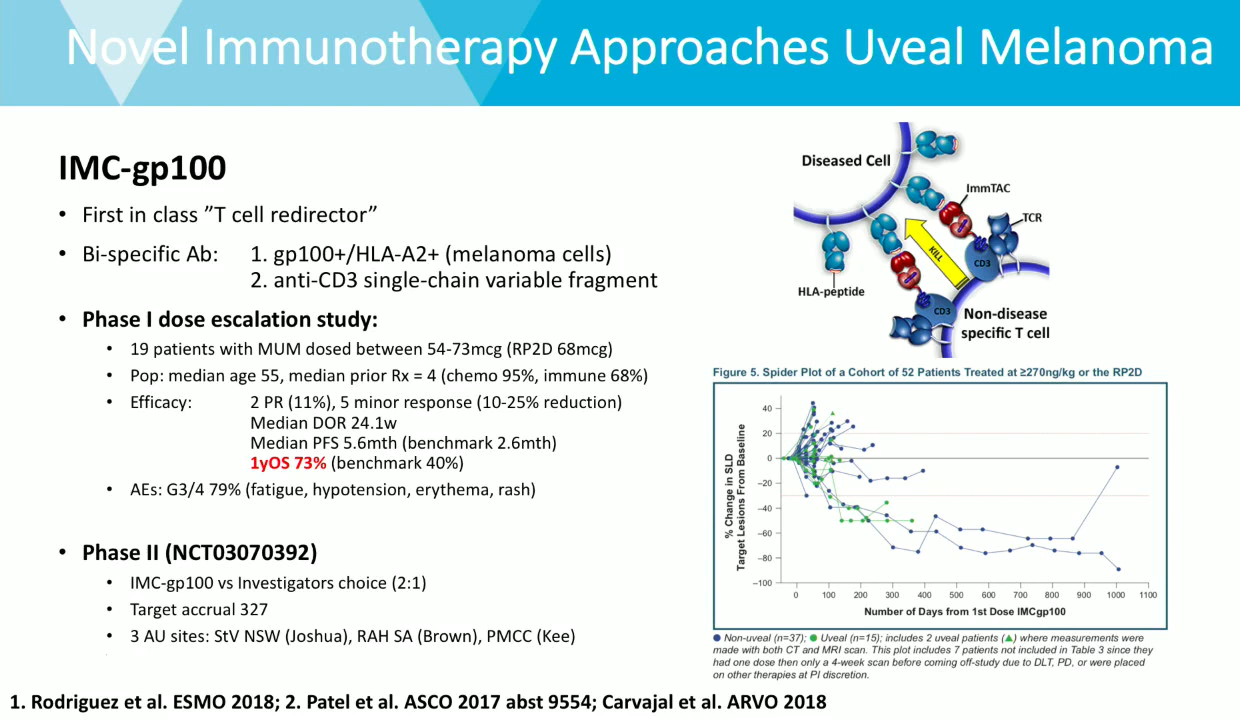 Novel Immunotherapy Approaches Uveal Melanoma
IMC-gp100
• First in class ”T cell redirector”
• Bi-specific Ab: 1. gp100+/HLA-A2+ (melanoma cells)
2. anti-CD3 single-chain variable fragment
• Phase I dose escalation study:
• 19 patients with MUM dosed between 54-73mcg (RP2D 68mcg)
• Pop: median age 55, median prior Rx = 4 (chemo 95%, immune 68%)
• Efficacy: 2 PR (11%), 5 minor response (10-25% reduction)
Median DOR 24.1w
Median PFS 5.6mth (benchmark 2.6mth)
1yOS 73% (benchmark 40%)
• AEs: G3/4 79% (fatigue, hypotension, erythema, rash)
• Phase II (NCT03070392)
• IMC-gp100 vs Investigators choice (2:1)
• Target accrual 327
• 3 AU sites: StV NSW (Joshua), RAH SA (Brown), PMCC (Kee)
Diseased Cell
ImmTAC
TCR
KILL
CD3
HLA-peptide
CD3
Non-disease
specific T cell
Figure 5. Spider Plot of a Cohort of 52 Patients Treated at ≥270ng/kg or the RP2D
% Change in SLD
Target Lesions From Baseline
40
20
0
–20
–40
–60
–80
–100
0 100 200 300 400 500 600 700 800 900 1000 1100
Number of Days from 1st Dose IMCgp100
● Non-uveal (n=37); ● Uveal (n=15); includes 2 uveal patients (▲) where measurements were
made with both CT and MRI scan. This plot includes 7 patients not included in Table 3 since they
had one dose then only a 4-week scan before coming off-study due to DLT, PD, or were placed
on other therapies at PI discretion.
1. Rodriguez et al. ESMO 2018; 2. Patel et al. ASCO 2017 abst 9554; Carvajal et al. ARVO 2018